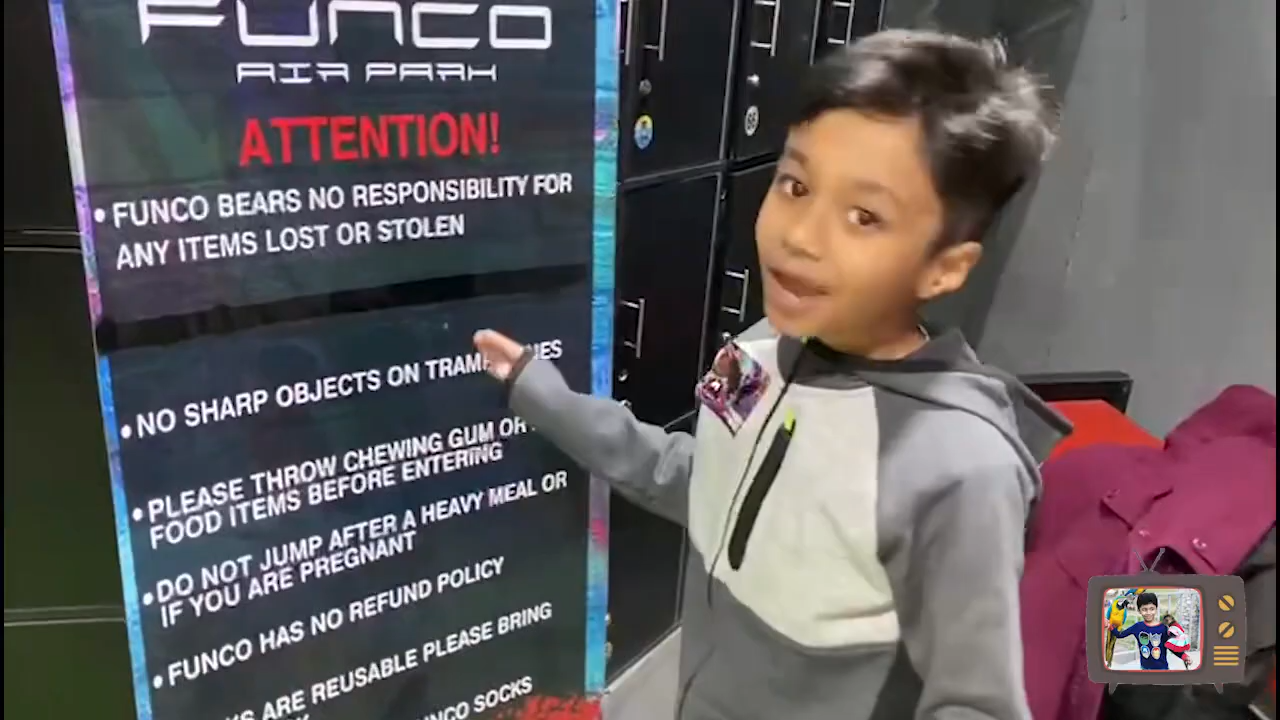 FUNCO
AIR PARK
ATTENTION!
• FUNCO BEARS NO RESPONSIBILITY FOR
ANY ITEMS LOST OR STOLEN
• NO SHARP OBJECTS ON
• PLEASE THROW CHEWING GUM OR
FOOD ITEMS BEFORE ENTERING
• DO NOT JUMP AFTER A HEAVY MEAL OR
IF YOU ARE PREGNANT
• FUNCO HAS NO REFUND POLICY
ARE REUSABLE PLEASE BRING
SOCKS